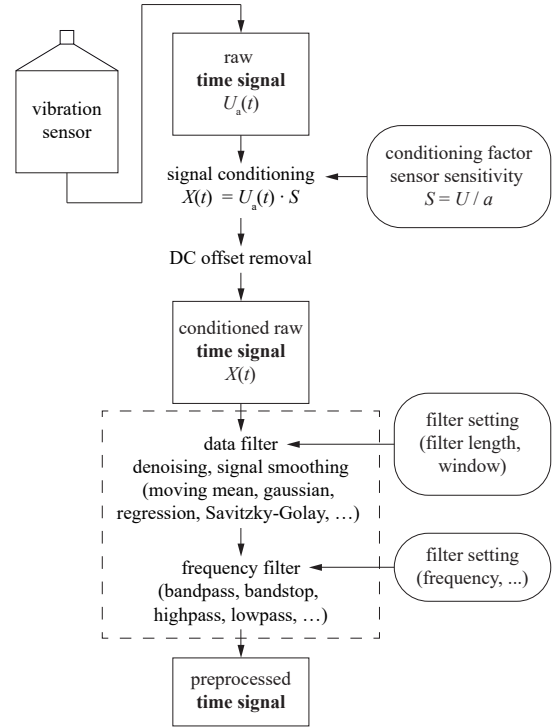 vibration
sensor
raw
time signal
Uₐ(t)
signal conditioning
X(t) = Uₐ(t) · S
conditioning factor
sensor sensitivity
S = U / a
DC offset removal
conditioned raw
time signal
X(t)
data filter
denoising, signal smoothing
(moving mean, gaussian,
regression, Savitzky-Golay, …)
filter setting
(filter length,
window)
frequency filter
(bandpass, bandstop,
highpass, lowpass, …)
filter setting
(frequency, ...)
preprocessed
time signal